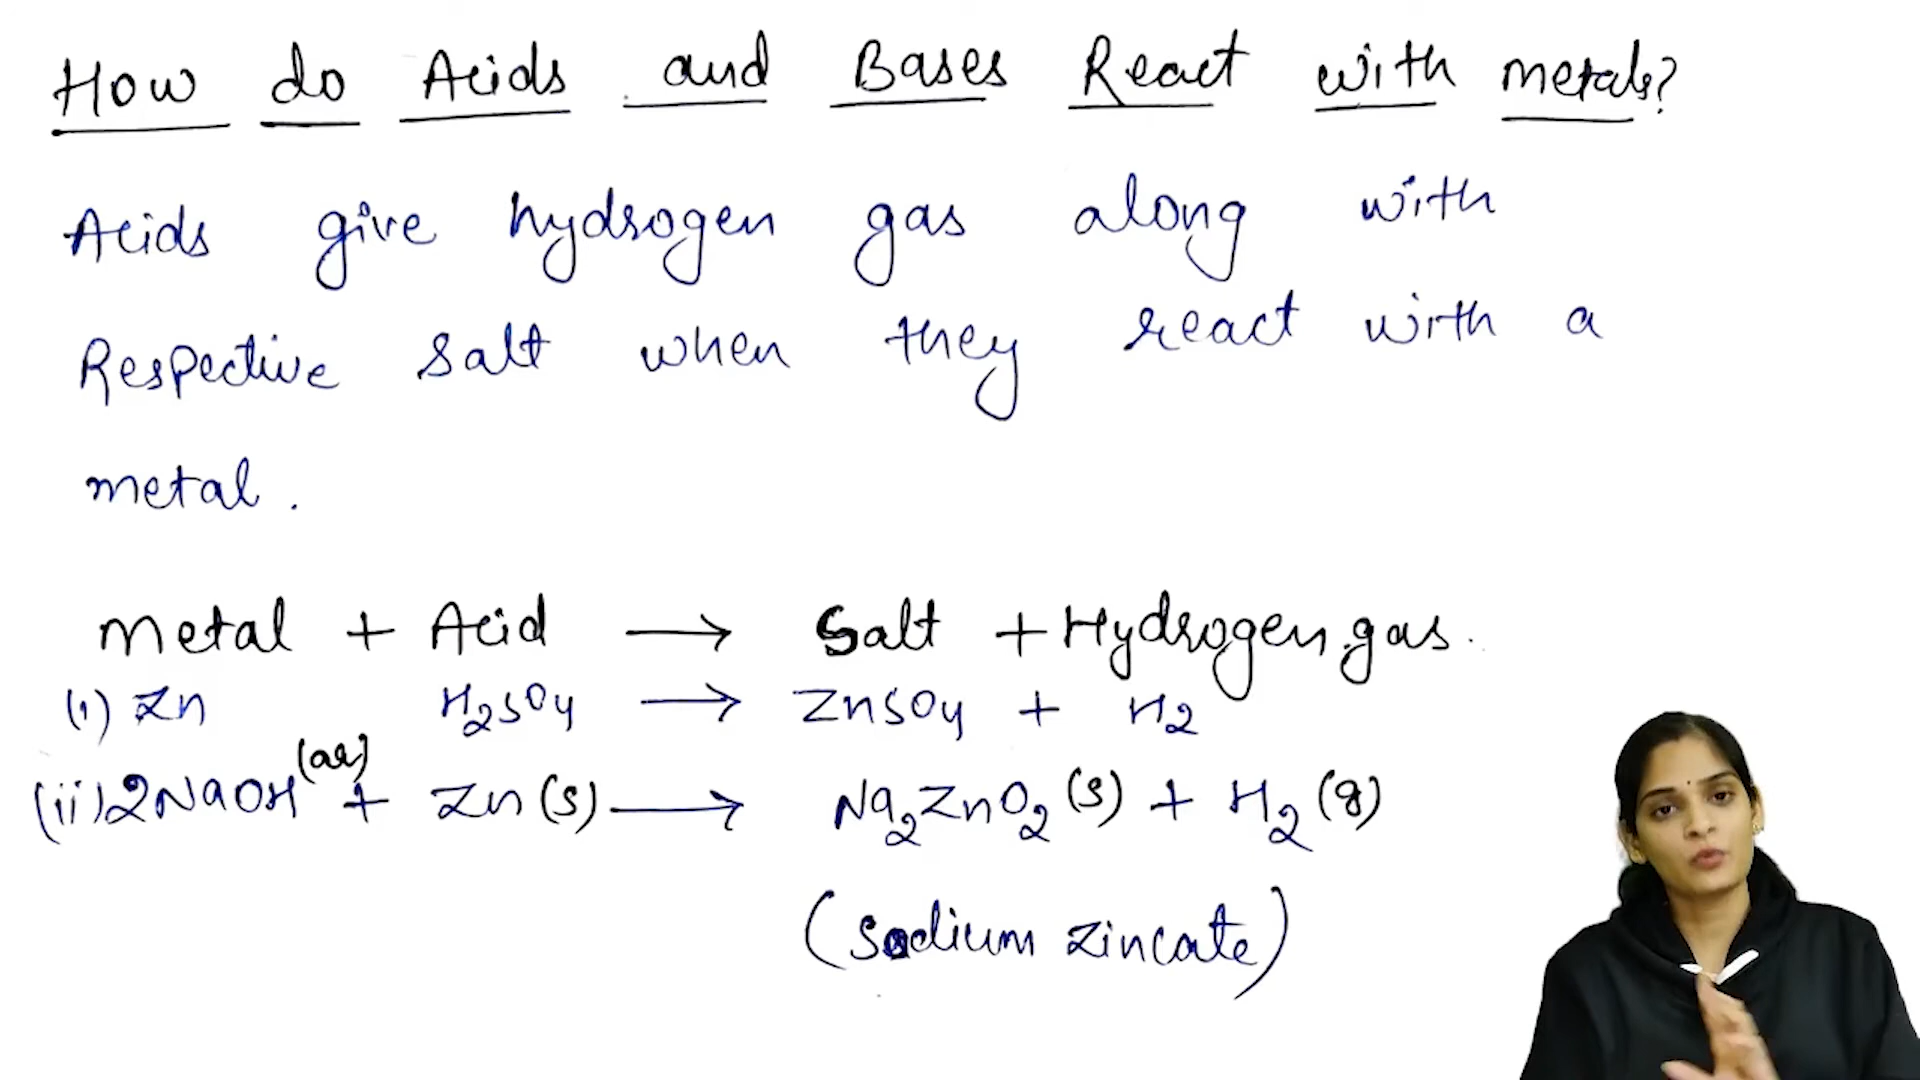 How do Acids and Bases React with metals?
Acids give hydrogen gas along with
Respective salt when they react with a
metal.
Metal + Acid → Salt + Hydrogen gas.
(i) Zn H₂SO₄ → ZnSO₄ + H₂
(ii) 2NaOH (aq) + Zn (s) → Na₂ZnO₂ (s) + H₂ (g)
(Sodium zincate)